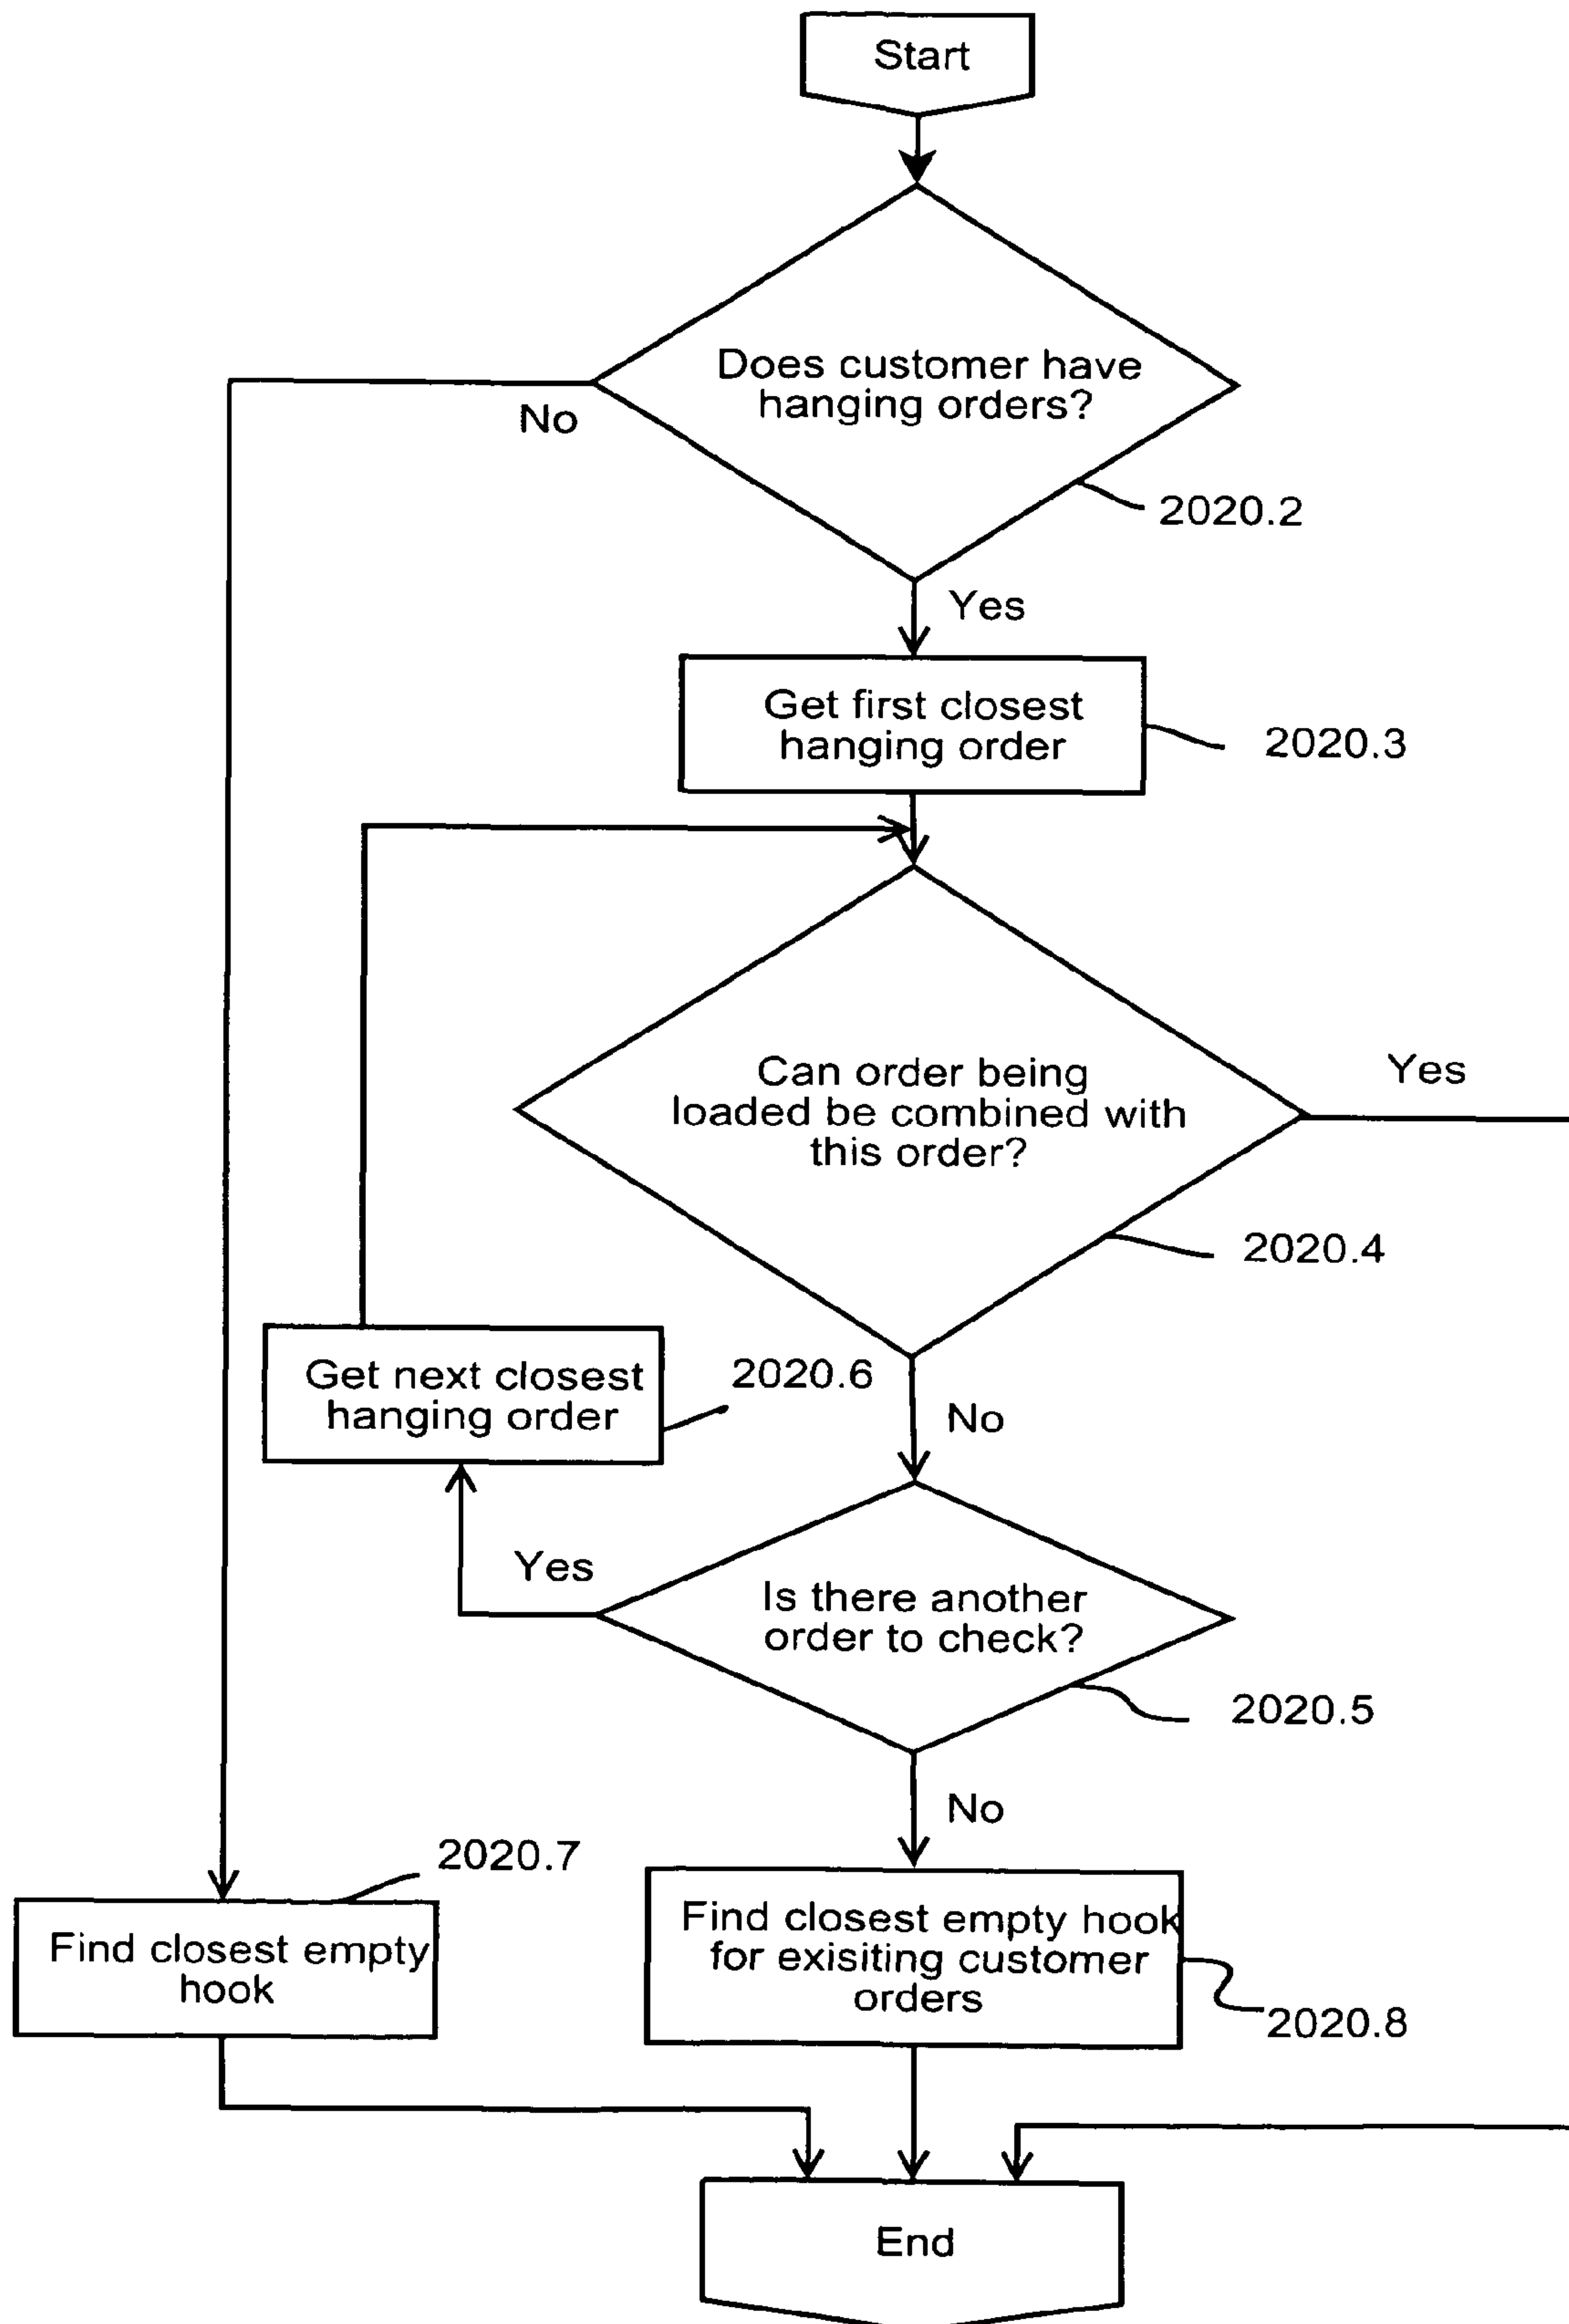 Start
Does customer have
hanging orders?
No
2020.2
Yes
Get first closest
hanging order
2020.3
Can order being
loaded be combined with
this order?
Yes
2020.4
Get next closest
hanging order
2020.6
No
Yes
Is there another
order to check?
2020.5
No
2020.7
Find closest empty
hook
Find closest empty hook
for exisiting customer
orders
2020.8
End